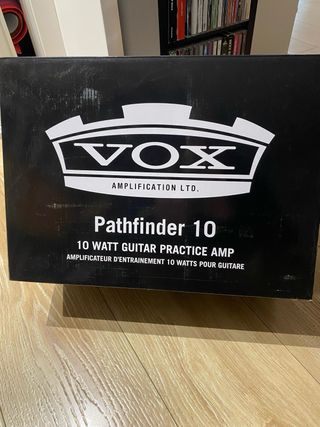 VOX
AMPLIFICATION LTD.
Pathfinder 10
10 WATT GUITAR PRACTICE AMP
AMPLIFICATEUR D'ENTRAINEMENT 10 WATTS POUR GUITARE